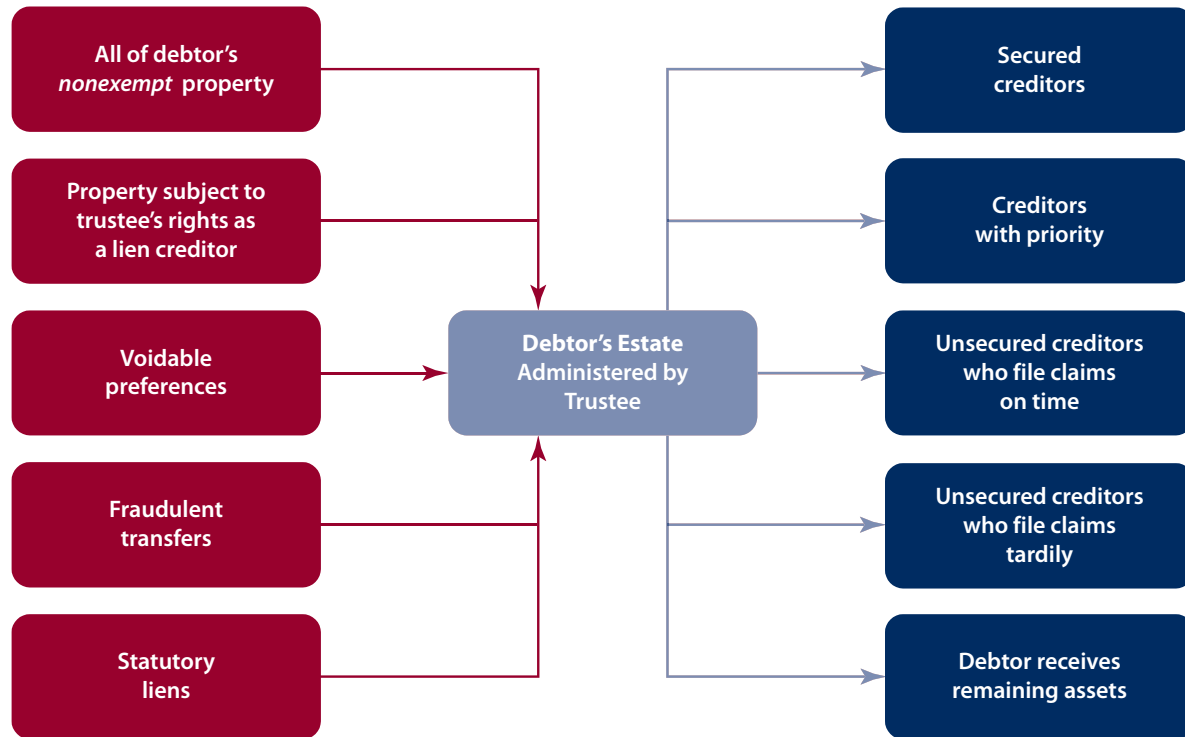 All of debtor’s
nonexempt property
Property subject to
trustee’s rights as
a lien creditor
Voidable
preferences
Fraudulent
transfers
Statutory
liens
Debtor’s Estate
Administered by
Trustee
Secured
creditors
Creditors
with priority
Unsecured creditors
who file claims
on time
Unsecured creditors
who file claims
tardily
Debtor receives
remaining assets